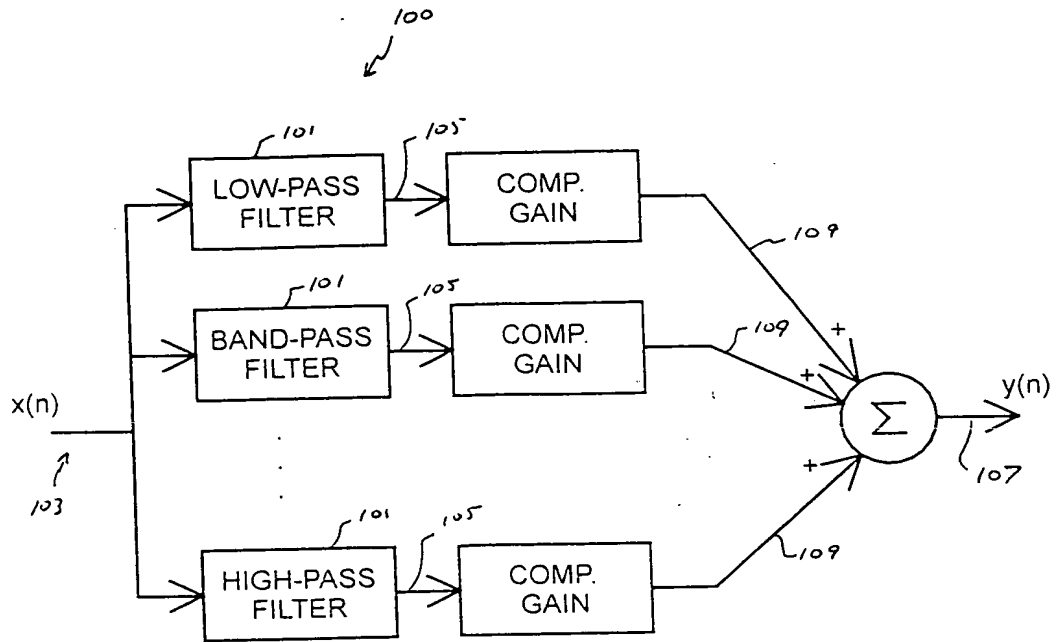 100
101
105
LOW-PASS
FILTER
COMP.
GAIN
109
101
105
BAND-PASS
FILTER
COMP.
GAIN
109
+
+
x(n)
Σ
y(n)
103
107
+
101
105
HIGH-PASS
FILTER
COMP.
GAIN
109